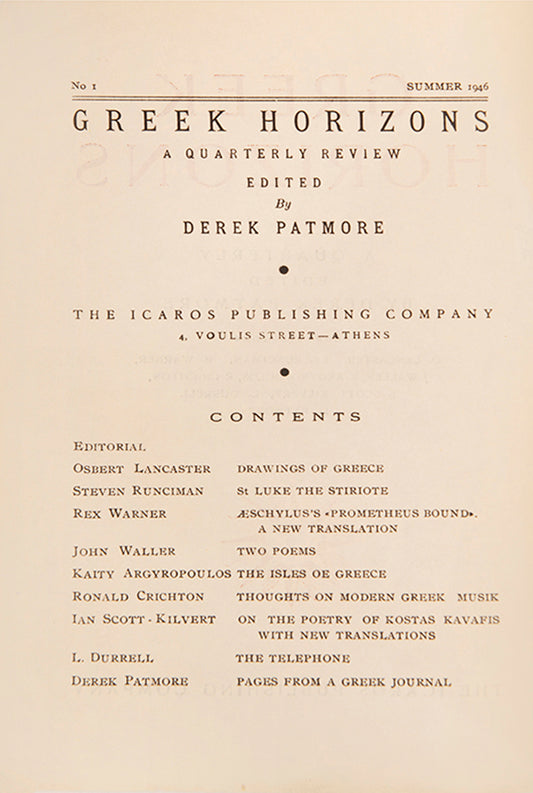 No 1 SUMMER 1946
GREEK HORIZONS
A QUARTERLY REVIEW
EDITED
By
DEREK PATMORE
●
THE ICAROS PUBLISHING COMPANY
4, VOULIS STREET—ATHENS
●
CONTENTS
EDITORIAL
OSBERT LANCASTER DRAWINGS OF GREECE
STEVEN RUNCIMAN St LUKE THE STIRIOTE
REX WARNER ÆSCHYLUS'S «PROMETHEUS BOUND».
A NEW TRANSLATION
JOHN WALLER TWO POEMS
KAITY ARGYROPOULOS THE ISLES OE GREECE
RONALD CRICHTON THOUGHTS ON MODERN GREEK MUSIK
IAN SCOTT-KILVERT ON THE POETRY OF KOSTAS KAVAFIS
WITH NEW TRANSLATIONS
L. DURRELL THE TELEPHONE
DEREK PATMORE PAGES FROM A GREEK JOURNAL